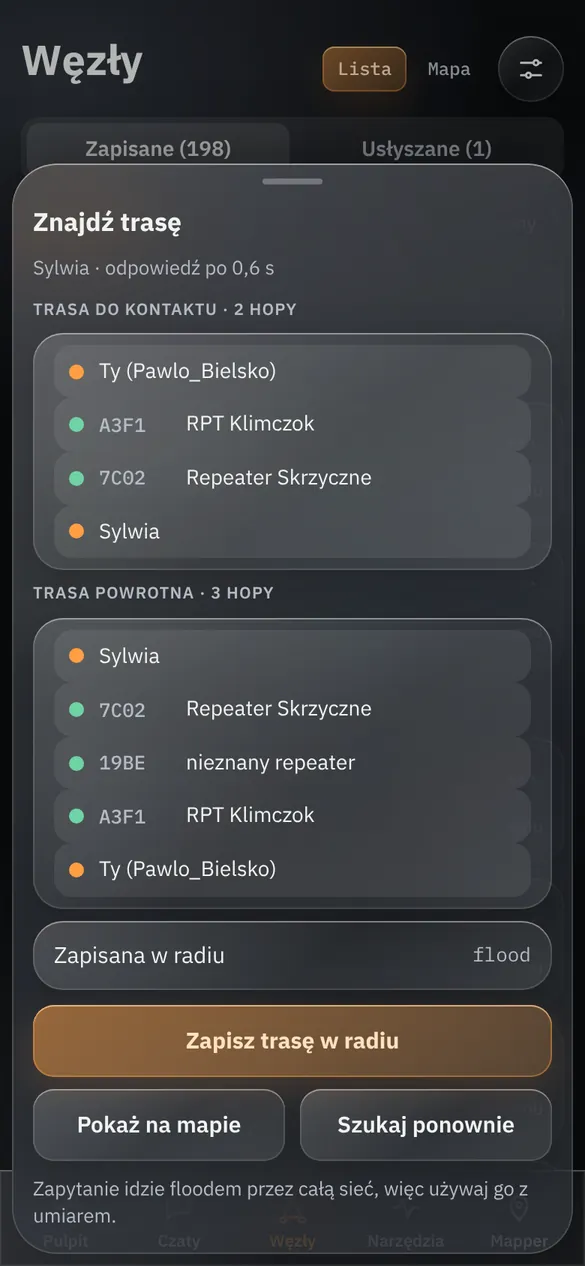 Węzły
Lista
Mapa
Zapisane (198)
Usłyszane (1)
Znajdź trasę
Sylwia · odpowiedź po 0,6 s
TRASA DO KONTAKTU · 2 HOPY
Ty (Pawlo_Bielsko)
A3F1 RPT Klimczok
7C02 Repeater Skrzyczne
Sylwia
TRASA POWROTNA · 3 HOPY
Sylwia
7C02 Repeater Skrzyczne
19BE nieznany repeater
A3F1 RPT Klimczok
Ty (Pawlo_Bielsko)
Zapisana w radiu flood
Zapisz trasę w radiu
Pokaż na mapie
Szukaj ponownie
Zapytanie idzie floodem przez całą sieć, więc używaj go z
umiarem.
Pulpit Czaty Węzły Narzędzia Mapper